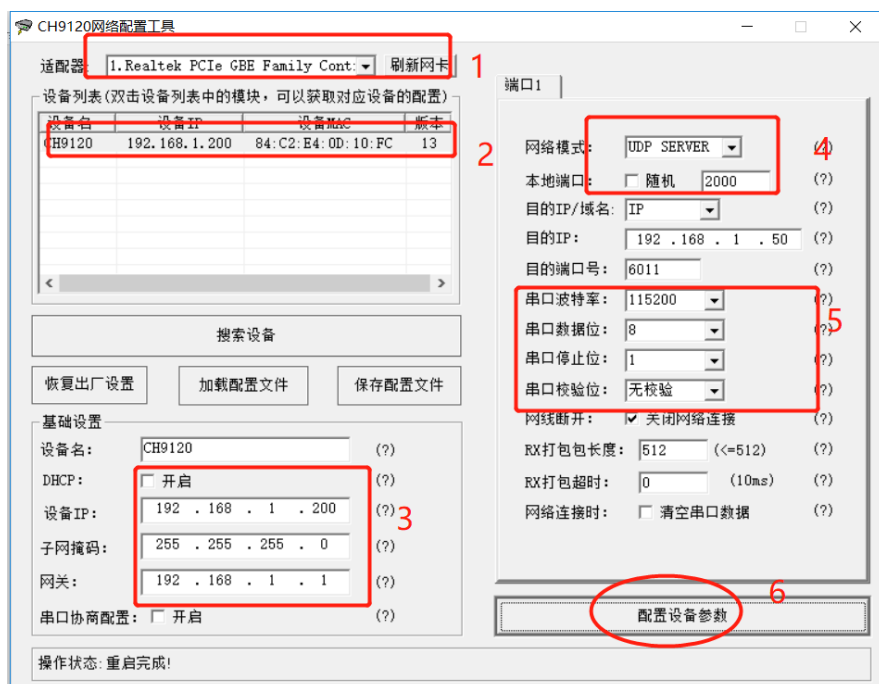 CH9120网络配置工具
适配器: 1.Realtek PCIe GBE Family Cont: 刷新网卡 1
设备列表(双击设备列表中的模块，可以获取对应设备的配置)
设备名 设备IP 设备MAC 版本
CH9120 192.168.1.200 84:C2:E4:0D:10:FC 13
2
搜索设备
恢复出厂设置 加载配置文件 保存配置文件
基础设置
设备名: CH9120 (?)
DHCP: 开启 (?)
设备IP: 192 . 168 . 1 . 200 (?)
3
子网掩码: 255 . 255 . 255 . 0 (?)
网关: 192 . 168 . 1 . 1 (?)
串口协商配置: 开启 (?)
端口1
网络模式: UDP SERVER (?)
4
本地端口: 随机 2000 (?)
目的IP/域名: IP (?)
目的IP: 192 . 168 . 1 . 50 (?)
目的端口号: 6011 (?)
串口波特率: 115200 (?)
5
串口数据位: 8 (?)
串口停止位: 1 (?)
串口校验位: 无校验 (?)
网线断开: 关闭网络连接 (?)
RX打包包长度: 512 (<=512) (?)
RX打包超时: 0 (10ms) (?)
网络连接时: 清空串口数据 (?)
6
配置设备参数
操作状态:重启完成!